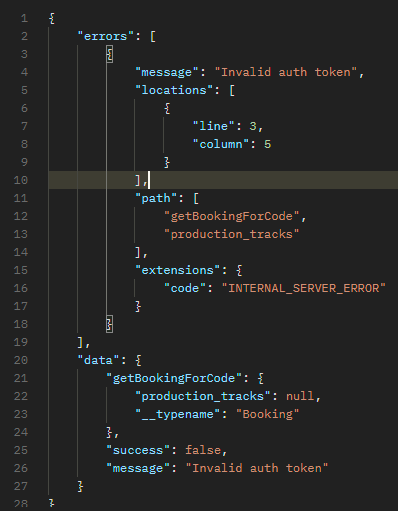 1 {
2     "errors": [
3         {
4             "message": "Invalid auth token",
5             "locations": [
6                 {
7                     "line": 3,
8                     "column": 5
9                 }
10             ],
11             "path": [
12                 "getBookingForCode",
13                 "production_tracks"
14             ],
15             "extensions": {
16                 "code": "INTERNAL_SERVER_ERROR"
17             }
18         }
19     ],
20     "data": {
21         "getBookingForCode": {
22             "production_tracks": null,
23             "__typename": "Booking"
24         },
25         "success": false,
26         "message": "Invalid auth token"
27     }
28 }